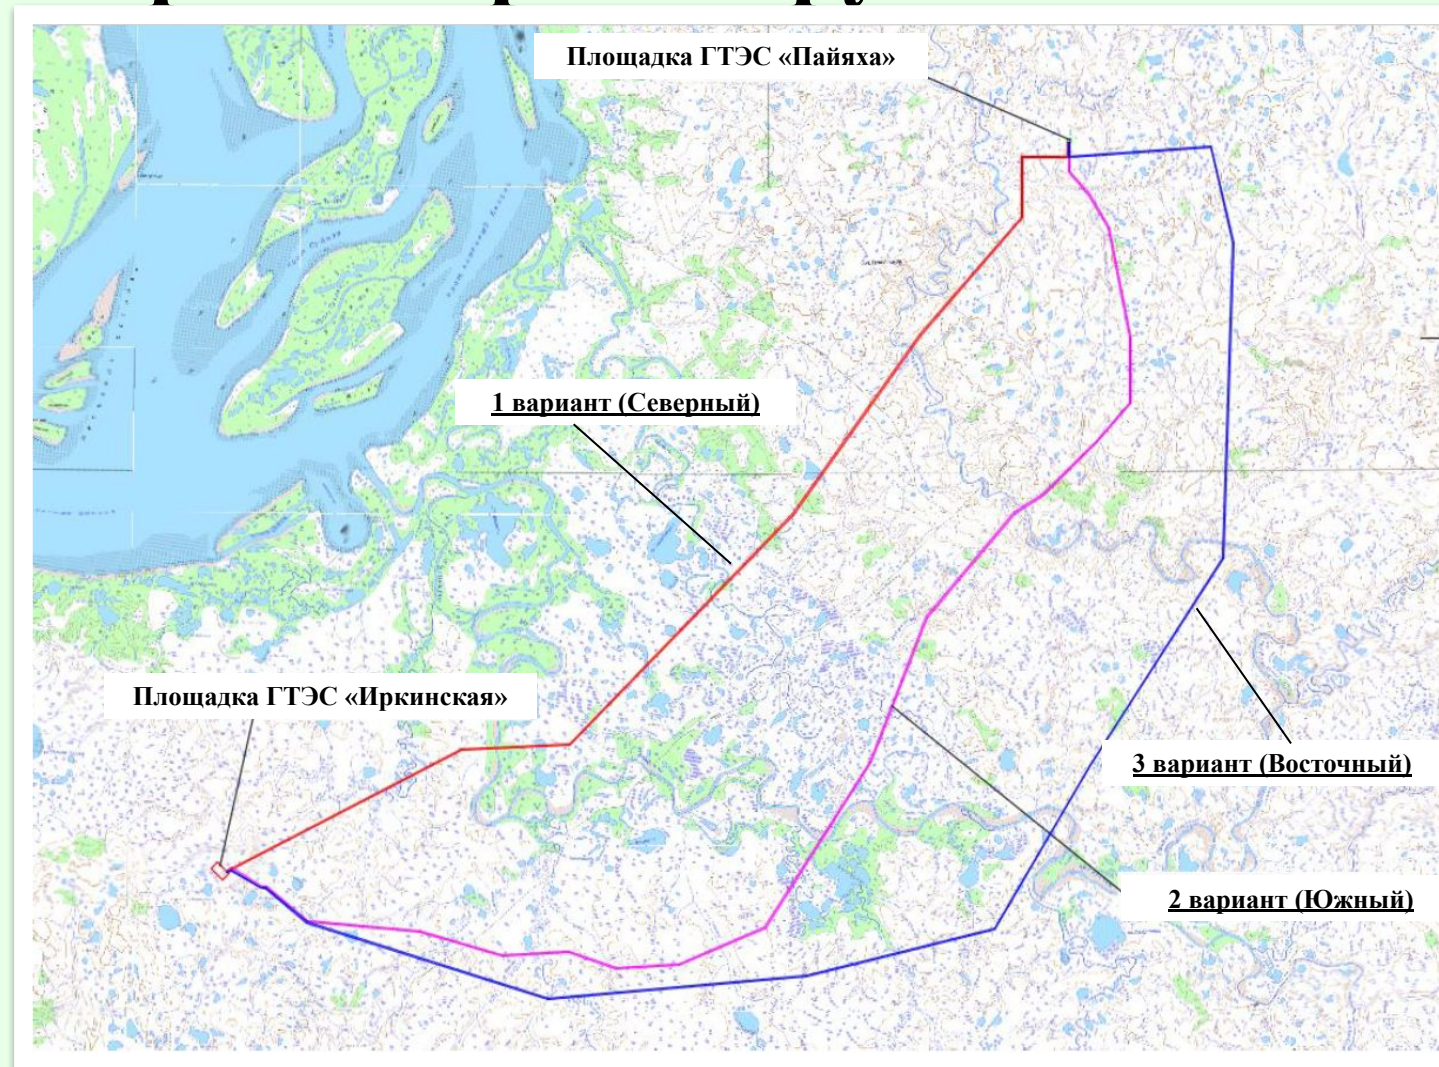 Площадка ГТЭС «Пайяха»
1 вариант (Северный)
Площадка ГТЭС «Иркинская»
3 вариант (Восточный)
2 вариант (Южный)